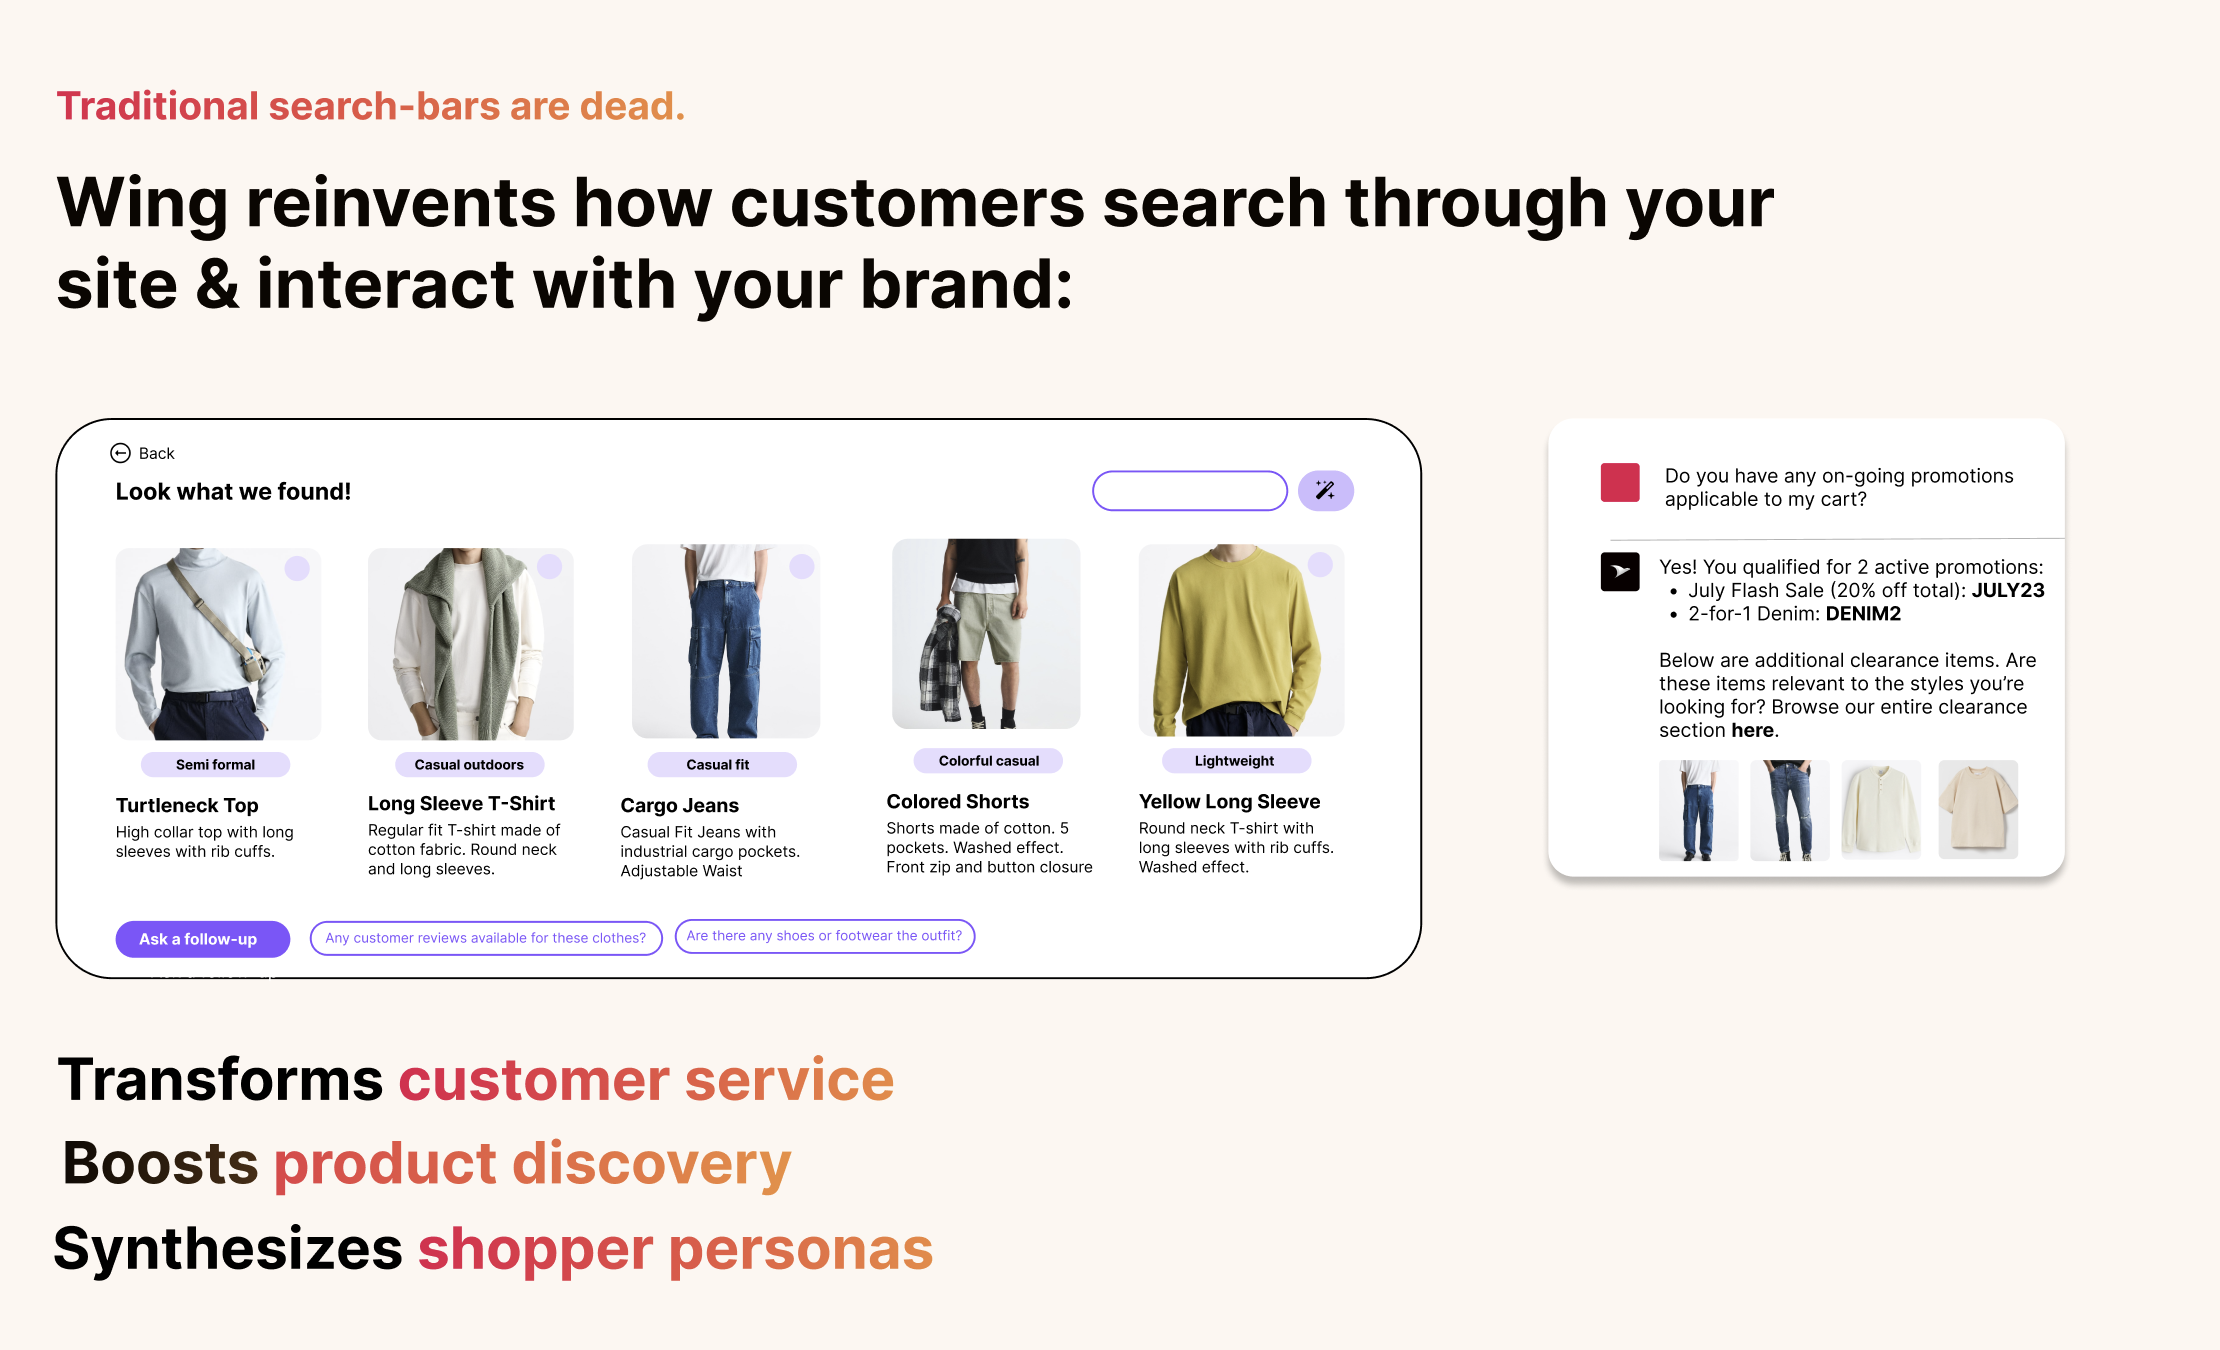 Traditional search-bars are dead.
Wing reinvents how customers search through your
site & interact with your brand:
Back
Look what we found!
Semi formal
Turtleneck Top
High collar top with long
sleeves with rib cuffs.
Casual outdoors
Long Sleeve T-Shirt
Regular fit T-shirt made of
cotton fabric. Round neck
and long sleeves.
Casual fit
Cargo Jeans
Casual Fit Jeans with
industrial cargo pockets.
Adjustable Waist
Colorful casual
Colored Shorts
Shorts made of cotton. 5
pockets. Washed effect.
Front zip and button closure
Lightweight
Yellow Long Sleeve
Round neck T-shirt with
long sleeves with rib cuffs.
Washed effect.
Ask a follow-up
Any customer reviews available for these clothes?
Are there any shoes or footwear the outfit?
Do you have any on-going promotions
applicable to my cart?
Yes! You qualified for 2 active promotions:
• July Flash Sale (20% off total): JULY23
• 2-for-1 Denim: DENIM2
Below are additional clearance items. Are
these items relevant to the styles you’re
looking for? Browse our entire clearance
section here.
Transforms customer service
Boosts product discovery
Synthesizes shopper personas